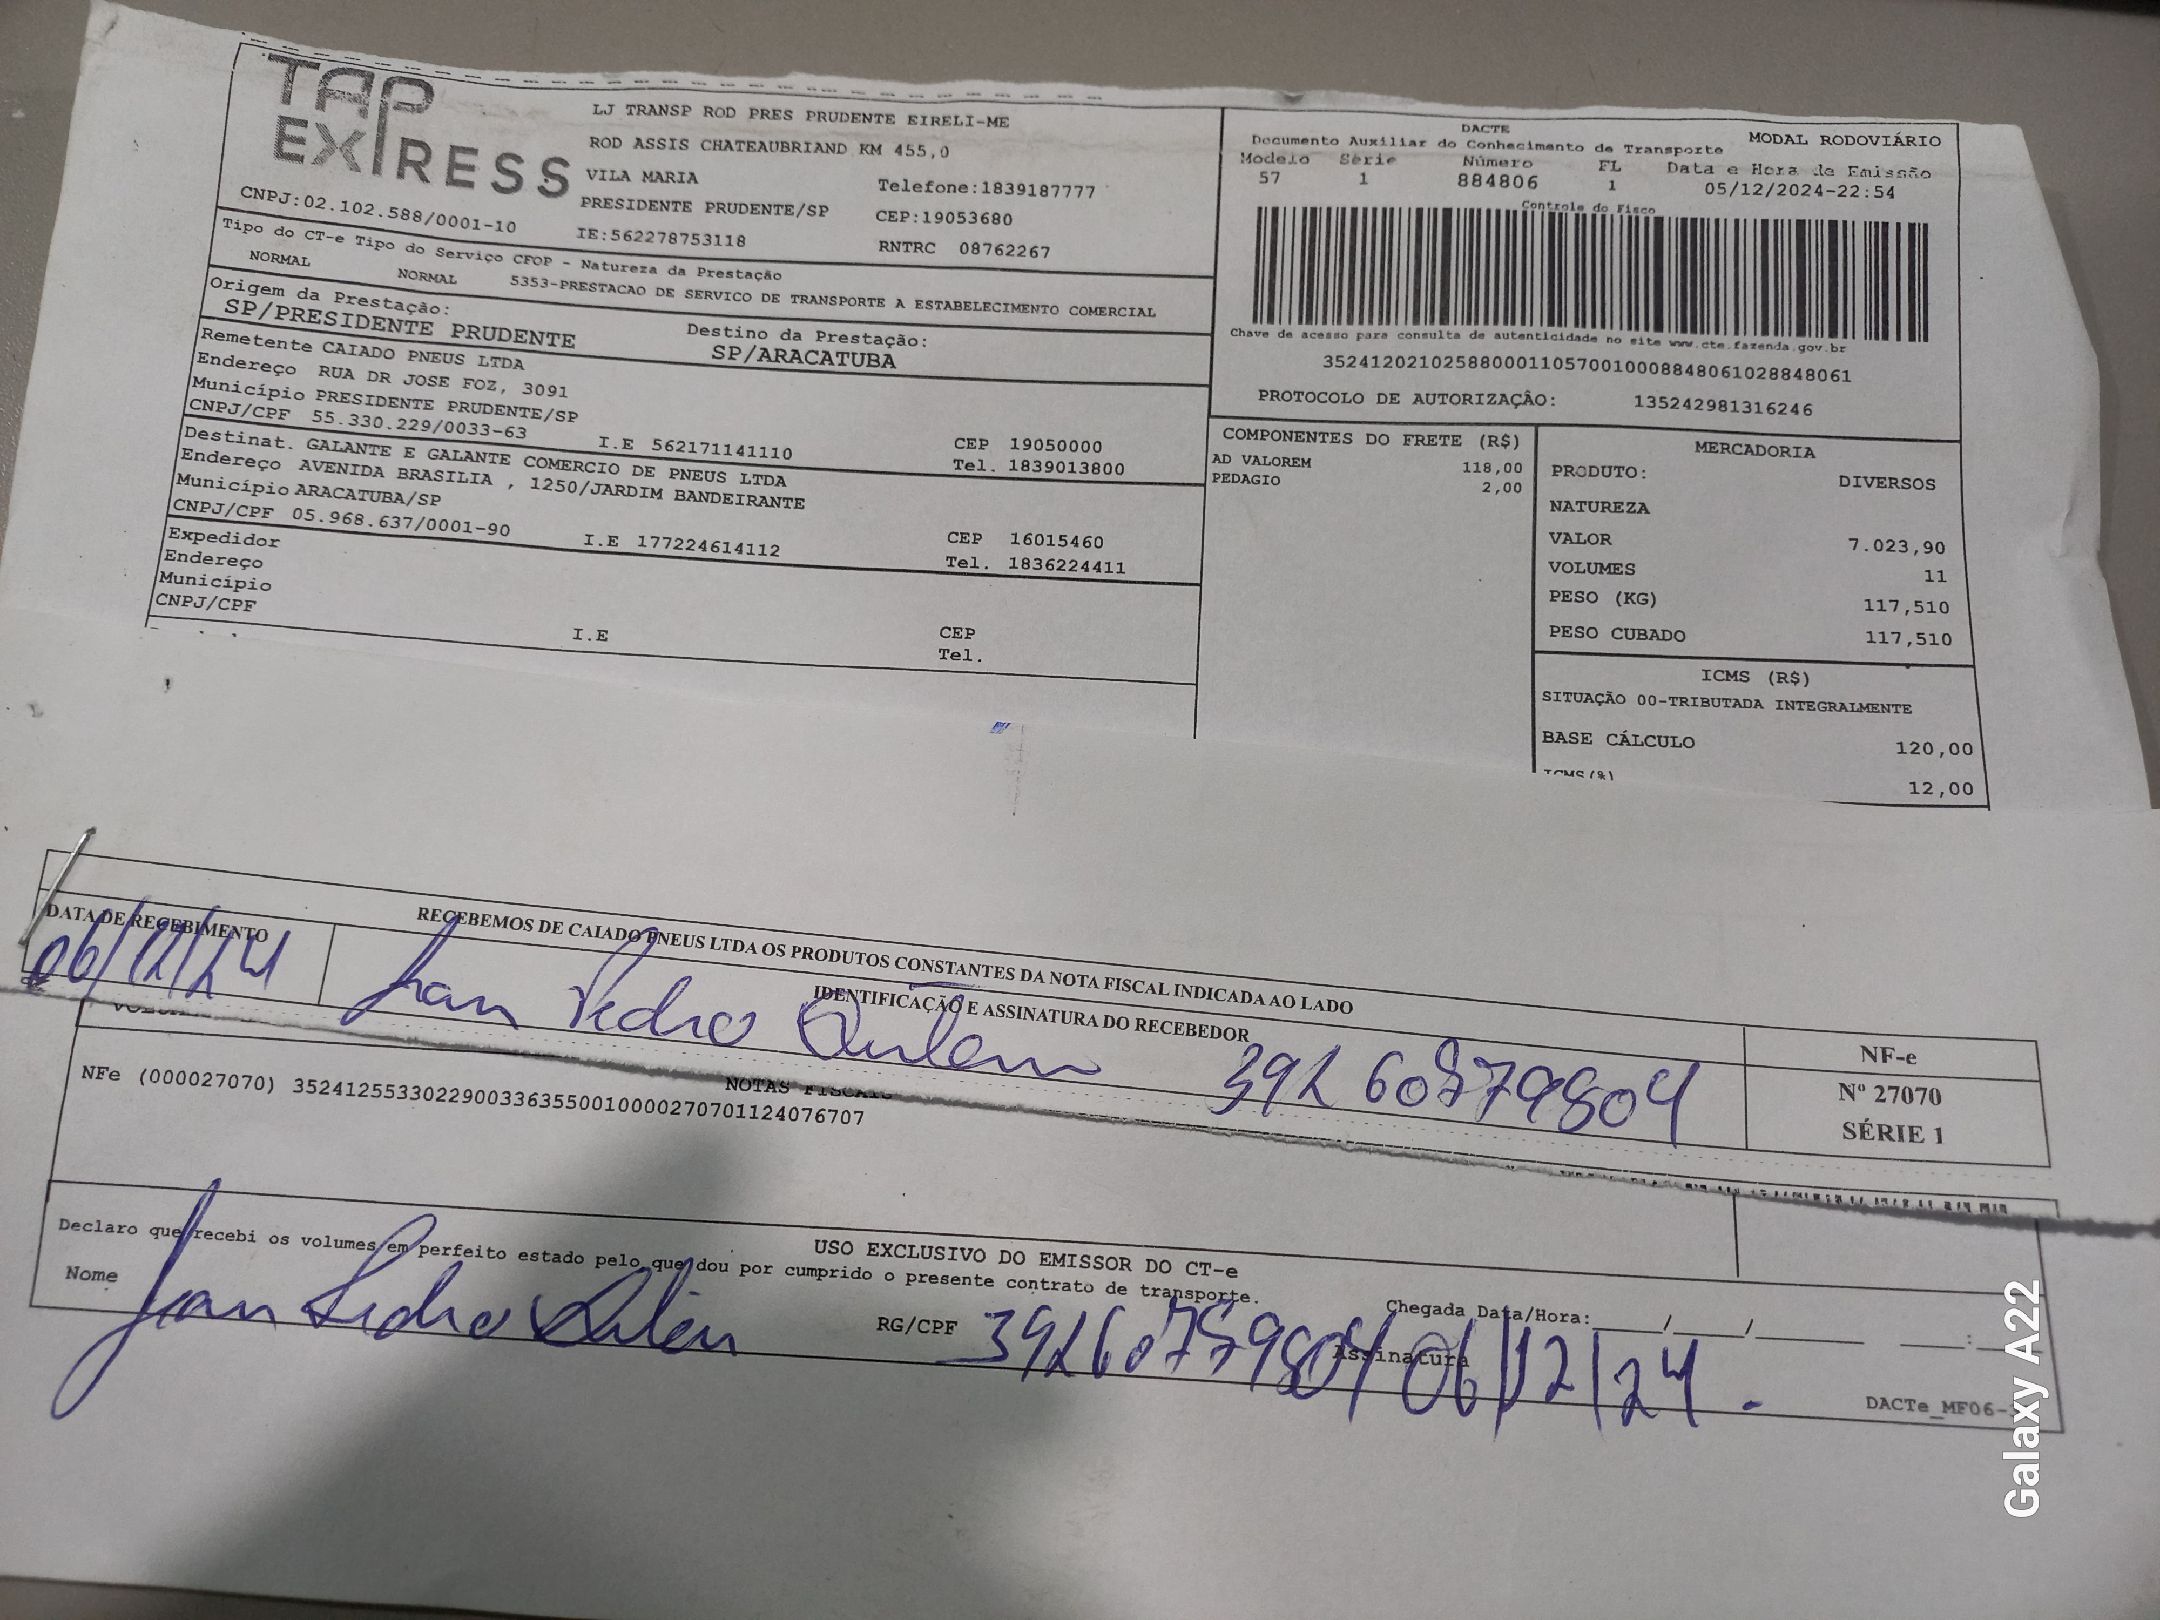 TAP EXPRESS
LJ TRANSP ROD PRES PRUDENTE EIRELI-ME
ROD ASSIS CHATEAUBRIAND KM 455,0
VILA MARIA Telefone:1839187777
PRESIDENTE PRUDENTE/SP CEP:19053680
CNPJ:02.102.588/0001-10 IE:562278753118 RNTRC 08762267
Tipo do CT-e Tipo do Serviço CFOP - Natureza da Prestação
NORMAL NORMAL 5353-PRESTACAO DE SERVICO DE TRANSPORTE A ESTABELECIMENTO COMERCIAL
Origem da Prestação: Destino da Prestação:
SP/PRESIDENTE PRUDENTE SP/ARACATUBA
Remetente CAIADO PNEUS LTDA
Endereço RUA DR JOSE FOZ, 3091
Município PRESIDENTE PRUDENTE/SP CEP 19050000
CNPJ/CPF 55.330.229/0033-63 I.E 562171141110 Tel. 1839013800
Destinat. GALANTE E GALANTE COMERCIO DE PNEUS LTDA
Endereço AVENIDA BRASILIA , 1250/JARDIM BANDEIRANTE
Município ARACATUBA/SP CEP 16015460
CNPJ/CPF 05.968.637/0001-90 I.E 177224614112 Tel. 1836224411
Expedidor
Endereço
Município CEP
CNPJ/CPF I.E Tel.
DACTE MODAL RODOVIÁRIO
Documento Auxiliar do Conhecimento de Transporte
Modelo Série Número FL Data e Hora de Emissão
57 1 884806 1 05/12/2024-22:54
Controle do Fisco
Chave de acesso para consulta de autenticidade no site www.cte.fazenda.gov.br
35241202102588000110570010008848061028848061
PROTOCOLO DE AUTORIZAÇÃO: 135242981316246
COMPONENTES DO FRETE (R$)
AD VALOREM 118,00
PEDAGIO 2,00
MERCADORIA
PRODUTO: DIVERSOS
NATUREZA
VALOR 7.023,90
VOLUMES 11
PESO (KG) 117,510
PESO CUBADO 117,510
ICMS (R$)
SITUAÇÃO 00-TRIBUTADA INTEGRALMENTE
BASE CÁLCULO 120,00
ICMS(%) 12,00
RECEBEMOS DE CAIADO PNEUS LTDA OS PRODUTOS CONSTANTES DA NOTA FISCAL INDICADA AO LADO
DATA DE RECEBIMENTO IDENTIFICAÇÃO E ASSINATURA DO RECEBEDOR
06/12/24 Pedro
NF-e
Nº 27070
SÉRIE 1
NOTAS FISCAIS
NFe (000027070) 35241255330229003363550010000270701124076707
USO EXCLUSIVO DO EMISSOR DO CT-e
Declaro que recebi os volumes em perfeito estado pelo que dou por cumprido o presente contrato de transporte.
Chegada Data/Hora:____/____/______ ____:__
Nome Pedro RG/CPF Assinatura 06/12/24.
DACTe_MF06-
Galaxy A22